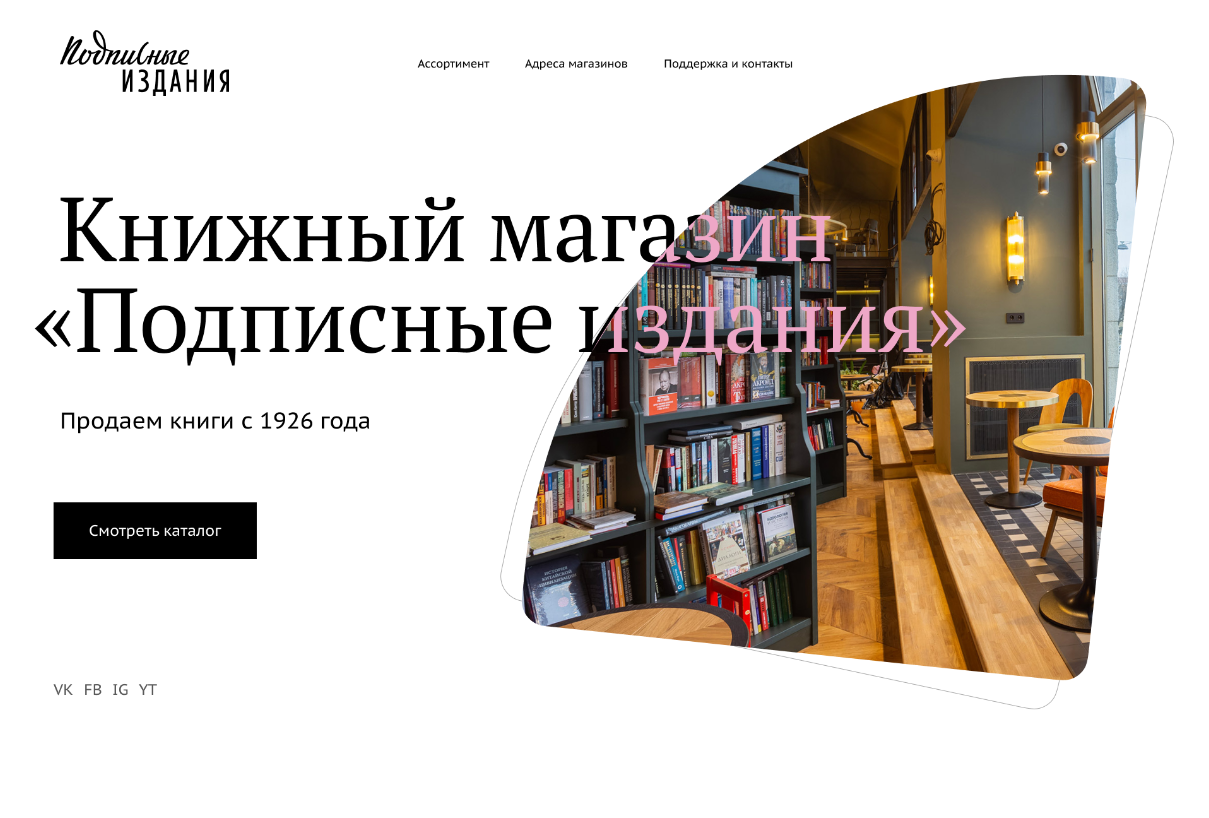 Подписные
ИЗДАНИЯ
Ассортимент Адреса магазинов Поддержка и контакты
Книжный магазин
«Подписные издания»
Продаем книги с 1926 года
Смотреть каталог
VK FB IG YT